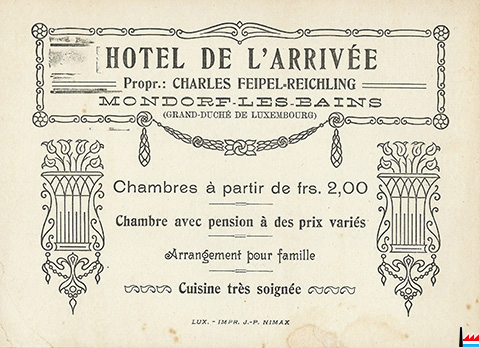 HOTEL DE L'ARRIVÉE
Propr.: CHARLES FEIPEL-REICHLING
MONDORF-LES-BAINS
(GRAND-DUCHÉ DE LUXEMBOURG)
Chambres à partir de frs. 2,00
Chambre avec pension à des prix variés
Arrangement pour famille
Cuisine très soignée
LUX. - IMPR. J.-P. NIMAX